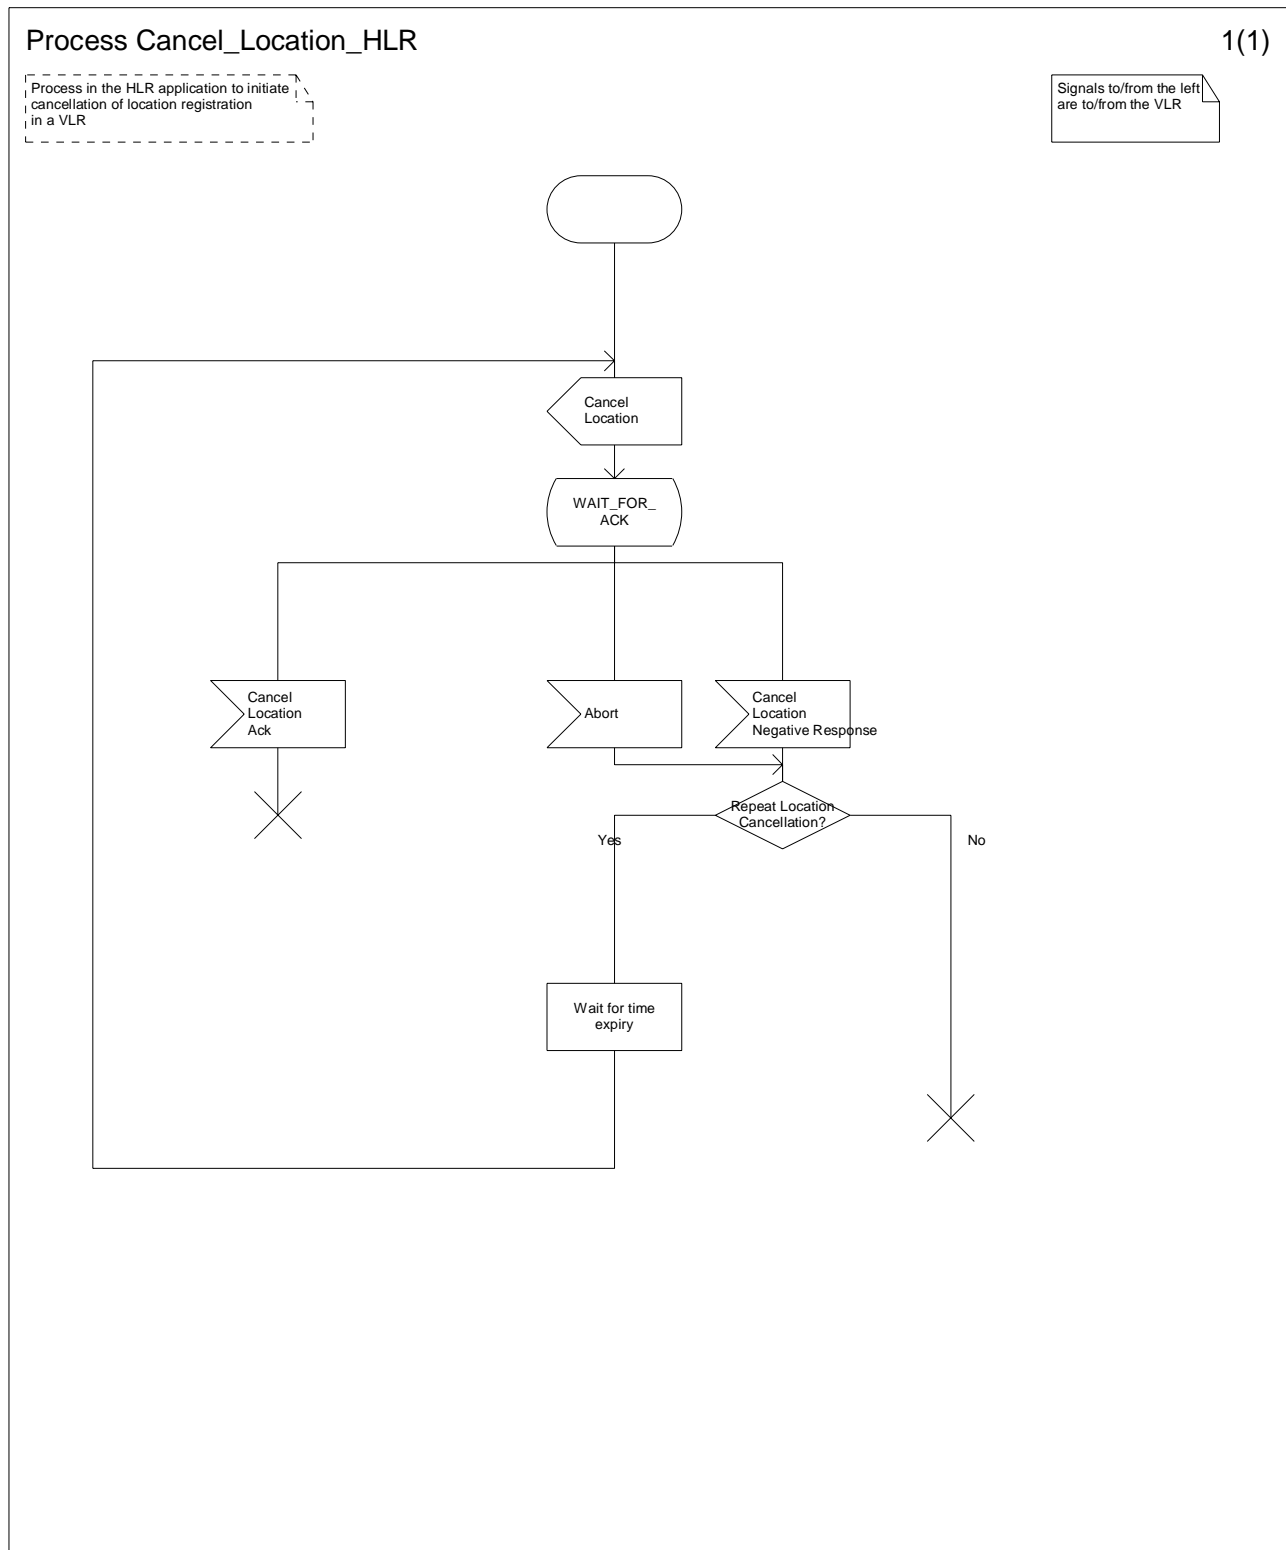 Process Cancel_Location_HLR
1(1)
Process in the HLR application to initiate
cancellation of location registration
in a VLR
Signals to/from the left
are to/from the VLR
Cancel
Location
WAIT_FOR_
ACK
Cancel
Location
Ack
Abort
Cancel
Location
Negative Response
Repeat Location
Cancellation?
Yes
No
Wait for time
expiry